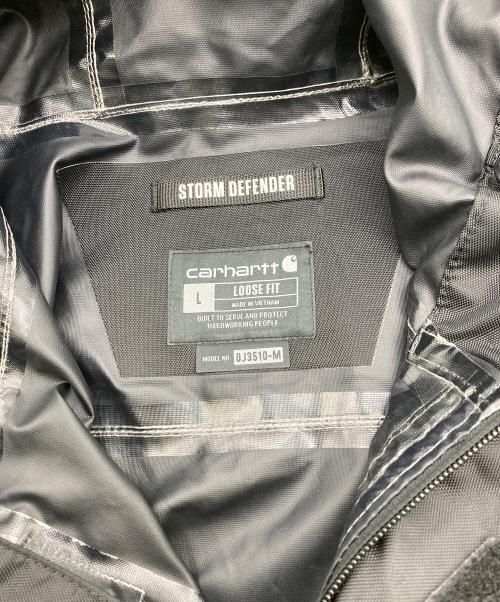 STORM DEFENDER
carhartt
L
LOOSE FIT
MADE IN VIETNAM
BUILT TO SERVE AND PROTECT
HARDWORKING PEOPLE
MODEL NO OJ3510-M